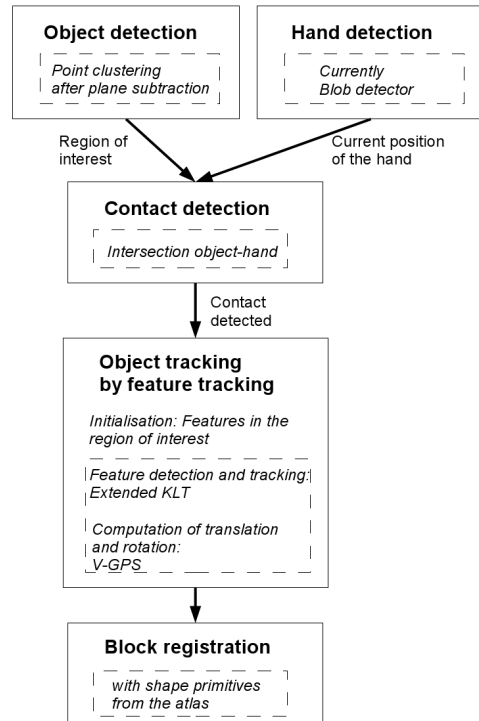 Object detection
Point clustering
after plane subtraction
Hand detection
Currently
Blob detector
Region of
interest
Current position
of the hand
Contact detection
Intersection object-hand
Contact
detected
Object tracking
by feature tracking
Initialisation: Features in the
region of interest
Feature detection and tracking:
Extended KLT
Computation of translation
and rotation:
V-GPS
Block registration
with shape primitives
from the atlas